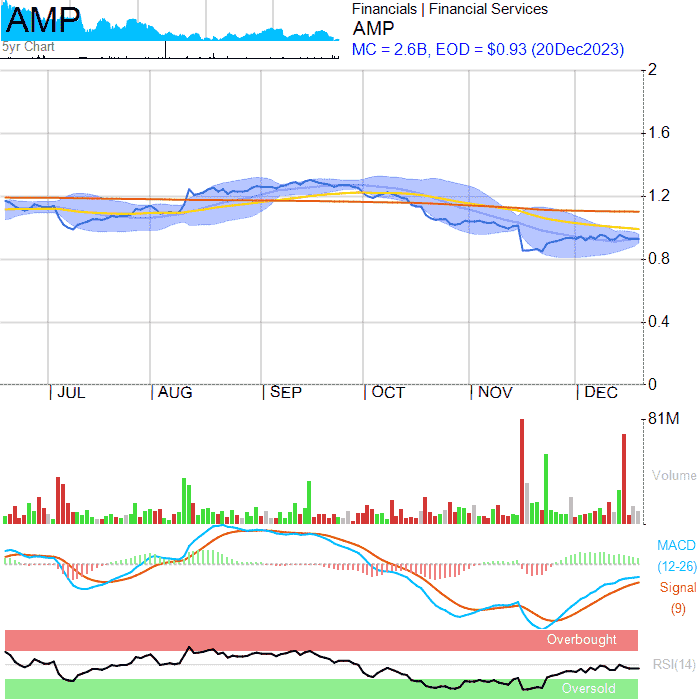 AMP
5yr Chart
Financials | Financial Services
AMP
MC = 2.6B, EOD = $0.93 (20Dec2023)
2
1.6
1.2
0.8
0.4
0
JUL
AUG
SEP
OCT
NOV
DEC
81M
Volume
MACD
(12-26)
Signal
(9)
Overbought
RSI(14)
Oversold